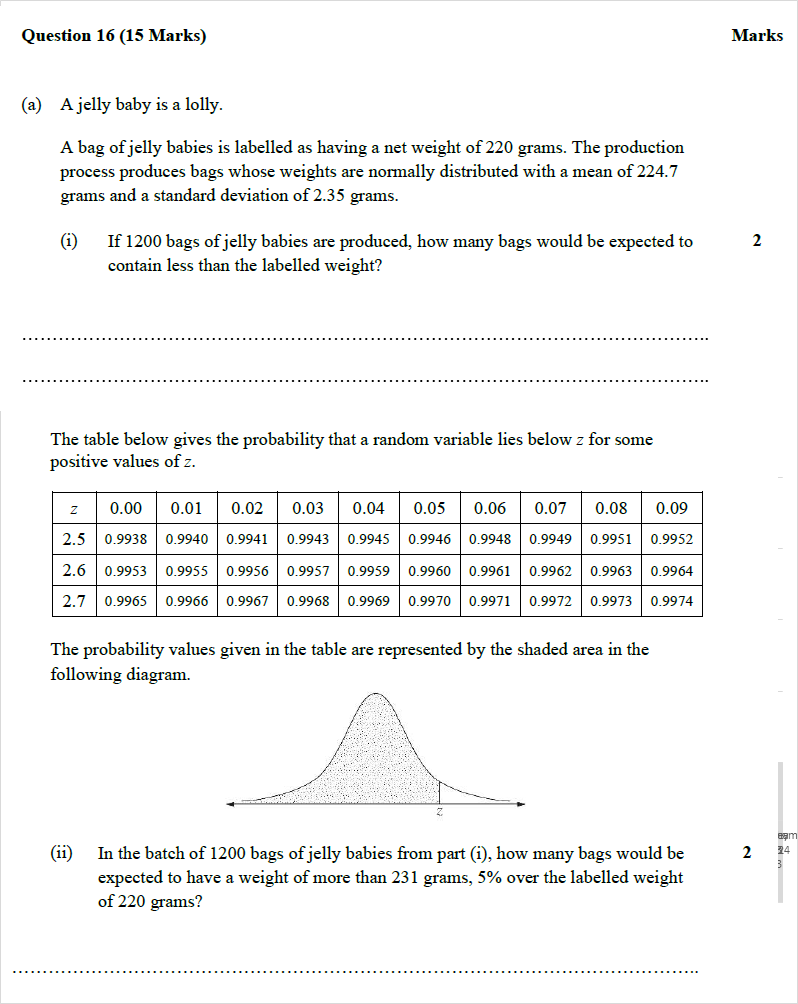 Question 16 (15 Marks) Marks
(a) A jelly baby is a lolly.
A bag of jelly babies is labelled as having a net weight of 220 grams. The production
process produces bags whose weights are normally distributed with a mean of 224.7
grams and a standard deviation of 2.35 grams.
(i) If 1200 bags of jelly babies are produced, how many bags would be expected to 2
contain less than the labelled weight?
The table below gives the probability that a random variable lies below z for some
positive values of z.
z 0.00 0.01 0.02 0.03 0.04 0.05 0.06 0.07 0.08 0.09
2.5 0.9938 0.9940 0.9941 0.9943 0.9945 0.9946 0.9948 0.9949 0.9951 0.9952
2.6 0.9953 0.9955 0.9956 0.9957 0.9959 0.9960 0.9961 0.9962 0.9963 0.9964
2.7 0.9965 0.9966 0.9967 0.9968 0.9969 0.9970 0.9971 0.9972 0.9973 0.9974
The probability values given in the table are represented by the shaded area in the
following diagram.
z
(ii) In the batch of 1200 bags of jelly babies from part (i), how many bags would be 2
expected to have a weight of more than 231 grams, 5% over the labelled weight
of 220 grams?